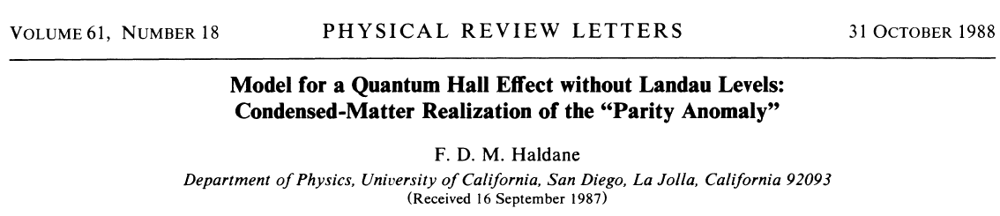 VOLUME 61, NUMBER 18 PHYSICAL REVIEW LETTERS 31 OCTOBER 1988
Model for a Quantum Hall Effect without Landau Levels:
Condensed-Matter Realization of the “Parity Anomaly”
F. D. M. Haldane
Department of Physics, University of California, San Diego, La Jolla, California 92093
(Received 16 September 1987)